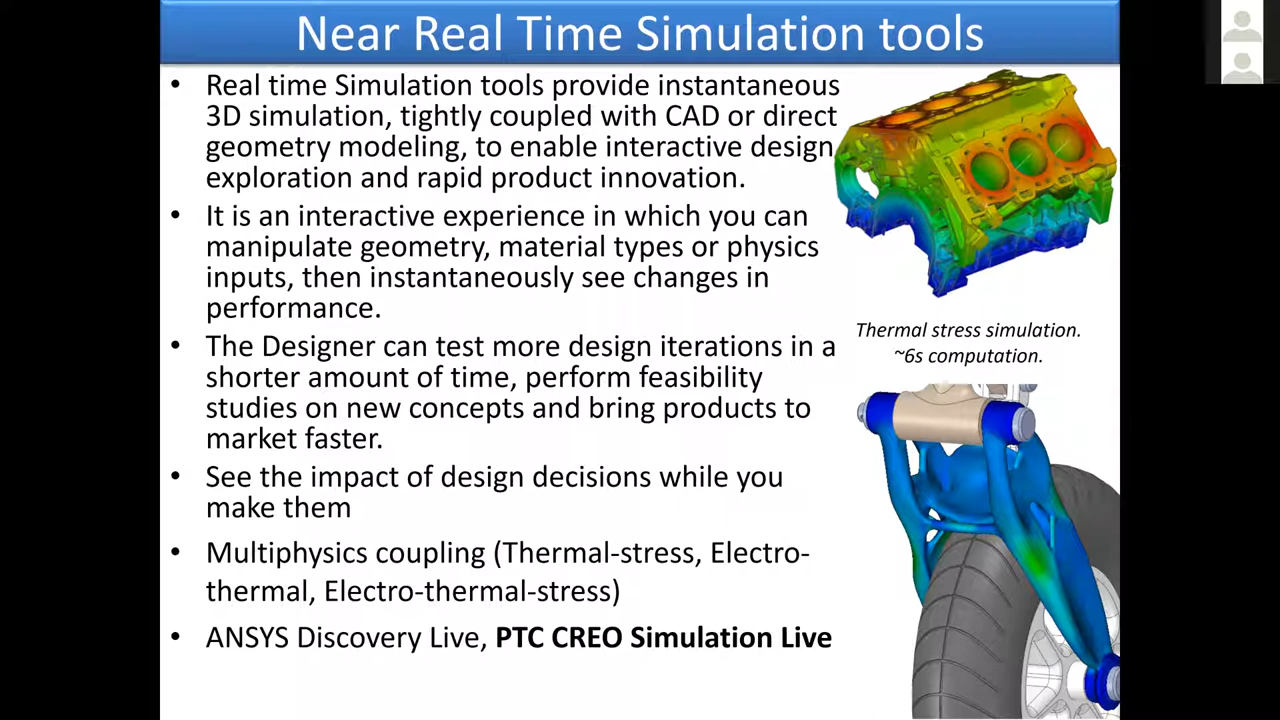 Near Real Time Simulation tools
• Real time Simulation tools provide instantaneous
3D simulation, tightly coupled with CAD or direct
geometry modeling, to enable interactive design
exploration and rapid product innovation.
• It is an interactive experience in which you can
manipulate geometry, material types or physics
inputs, then instantaneously see changes in
performance.
• The Designer can test more design iterations in a
shorter amount of time, perform feasibility
studies on new concepts and bring products to
market faster.
• See the impact of design decisions while you
make them
• Multiphysics coupling (Thermal-stress, Electro-
thermal, Electro-thermal-stress)
• ANSYS Discovery Live, PTC CREO Simulation Live
Thermal stress simulation.
~6s computation.